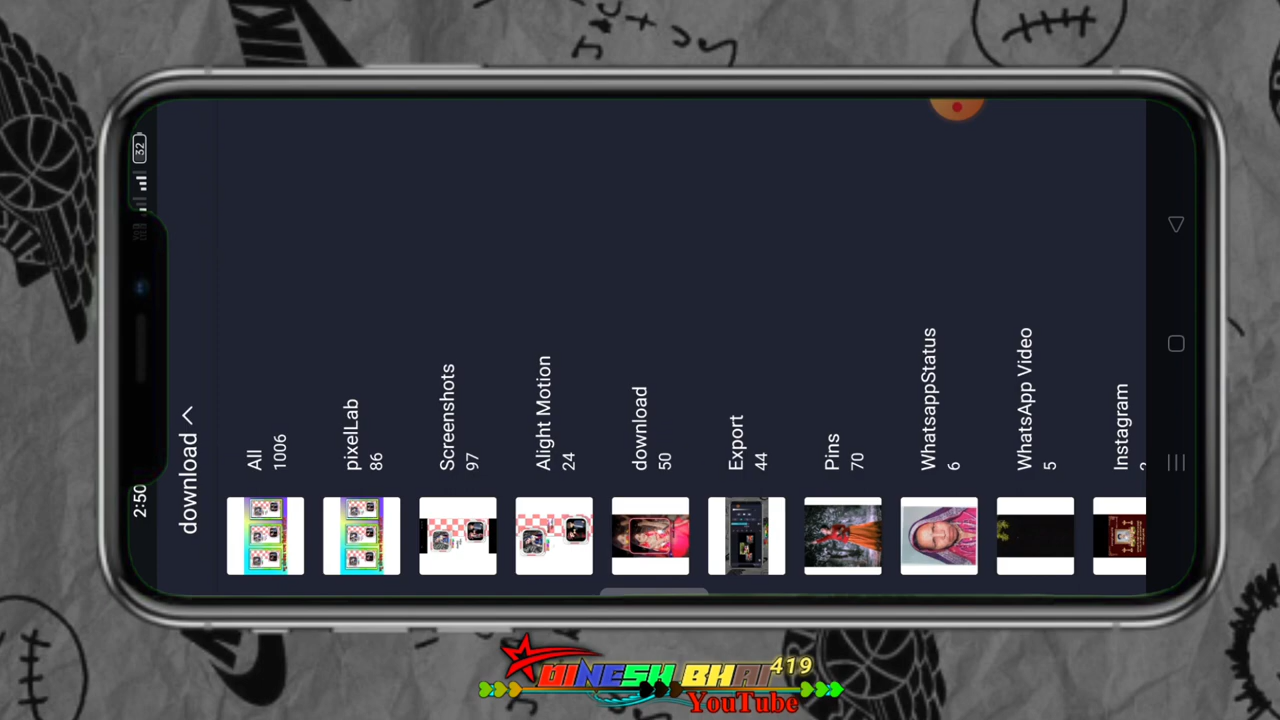 2:50
32
download
All
1006
pixelLab
86
Screenshots
97
Alight Motion
24
download
50
Export
44
Pins
70
WhatsappStatus
6
WhatsApp Video
5
Instagram
DINESH BHAI 419
YouTube